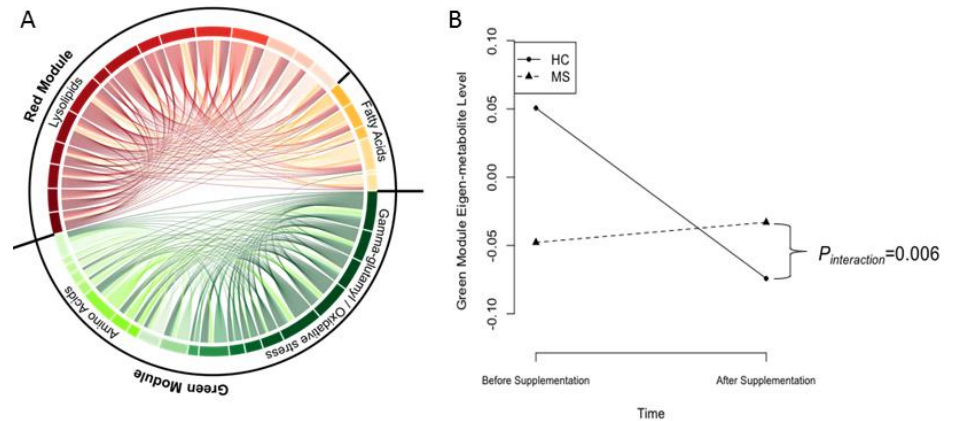 A
Red Module
Lysolipids
Fatty Acids
Gamma-glutamyl / Oxidative stress
Amino Acids
Green Module
B
Green Module Eigen-metabolite Level
0.10
0.05
0.00
-0.05
-0.10
HC
MS
P interaction=0.006
Before Supplementation
After Supplementation
Time